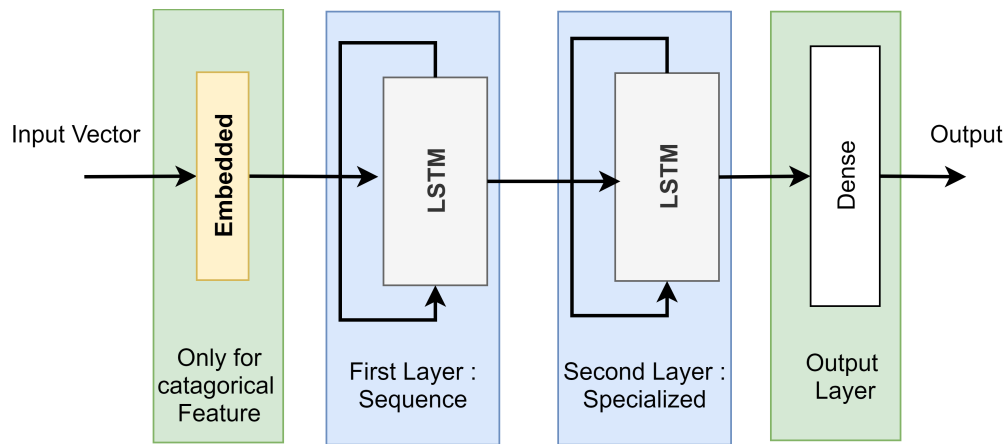 Input Vector
Embedded
LSTM
LSTM
Dense
Output
Only for
catagorical
Feature
First Layer :
Sequence
Second Layer :
Specialized
Output
Layer